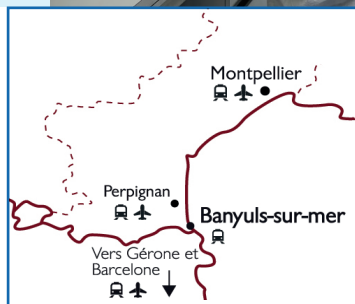 Montpellier
Perpignan
Banyuls-sur-mer
Vers Gérone et
Barcelone